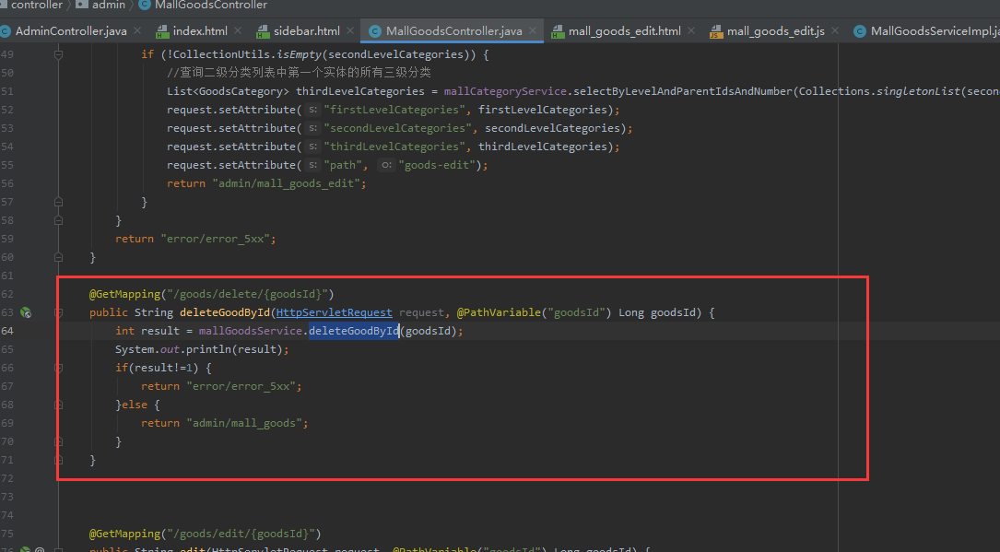 controller admin MallGoodsController
AdminController.java index.html sidebar.html MallGoodsController.java mall_goods_edit.html mall_goods_edit.js MallGoodsServiceImpl.ja
49 if (!CollectionUtils.isEmpty(secondLevelCategories)) {
50 //查询二级分类列表中第一个实体的所有三级分类
51 List<GoodsCategory> thirdLevelCategories = mallCategoryService.selectByLevelAndParentIdsAndNumber(Collections.singletonList(secon
52 request.setAttribute( s: "firstLevelCategories", firstLevelCategories);
53 request.setAttribute( s: "secondLevelCategories", secondLevelCategories);
54 request.setAttribute( s: "thirdLevelCategories", thirdLevelCategories);
55 request.setAttribute( s: "path", o: "goods-edit");
56 return "admin/mall_goods_edit";
57 }
58 }
59 return "error/error_5xx";
60 }
61
62 @GetMapping("/goods/delete/{goodsId}")
63 public String deleteGoodById(HttpServletRequest request, @PathVariable("goodsId") Long goodsId) {
64 int result = mallGoodsService.deleteGoodById(goodsId);
65 System.out.println(result);
66 if(result!=1) {
67 return "error/error_5xx";
68 }else {
69 return "admin/mall_goods";
70 }
71 }
72
73
74
75 @GetMapping("/goods/edit/{goodsId}")
76 public String edit(HttpServletRequest request, @PathVariable("goodsId") Long goodsId) {